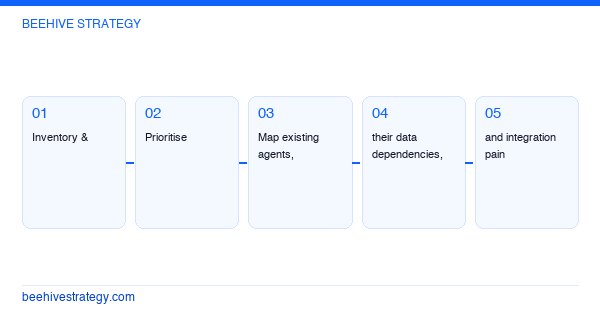 BEEHIVE STRATEGY
01
Inventory &
02
Prioritise
03
Map existing
agents,
04
their data
dependencies,
05
and integration
pain
beehivestrategy.com